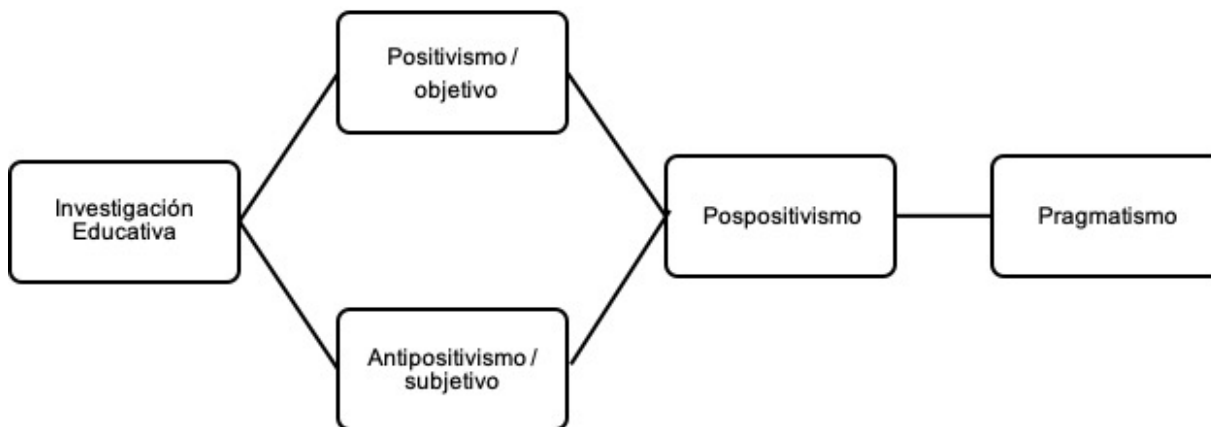 Positivismo /
objetivo
Investigación
Educativa
Pospositivismo
Pragmatismo
Antipositivismo /
subjetivo